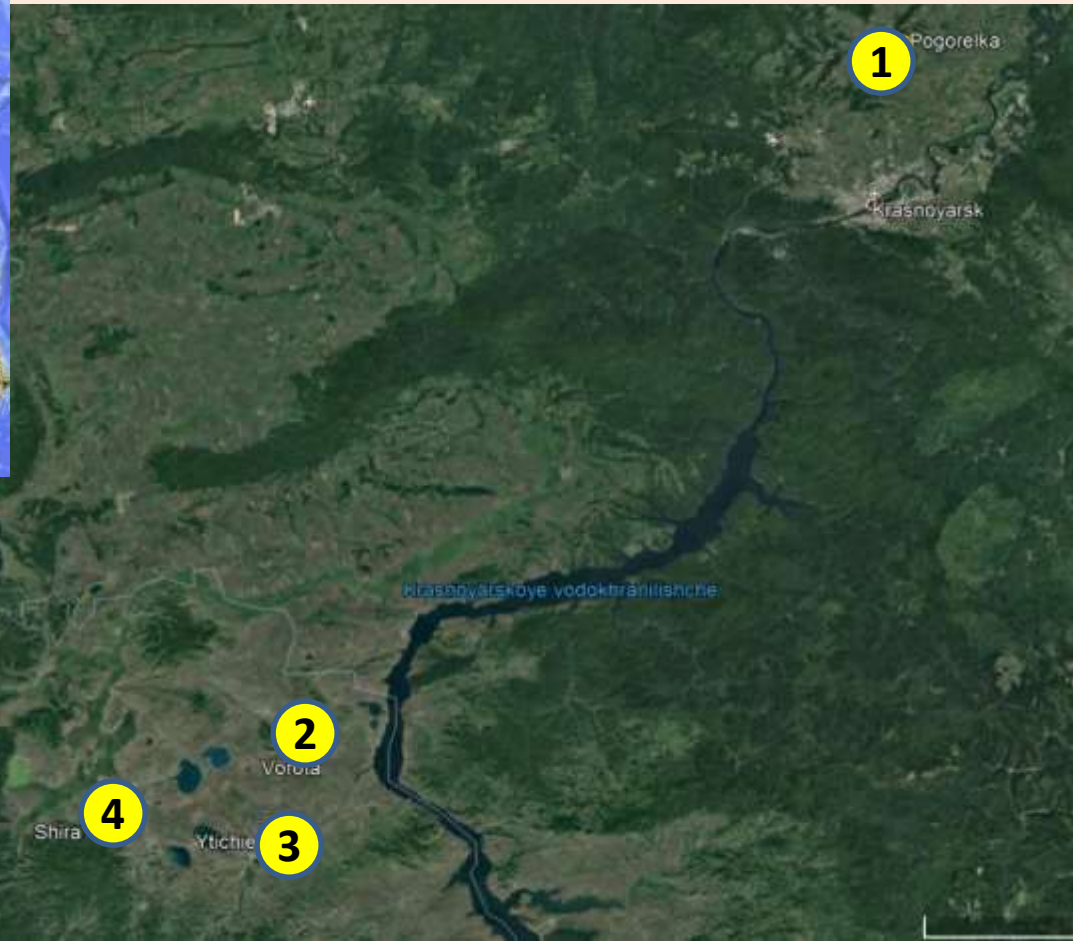 1
Pogorelka
Krasnoyarsk
Krasnoyarskoye vodokhranilishche
2
Vorota
4
Shira
Ytichie
3